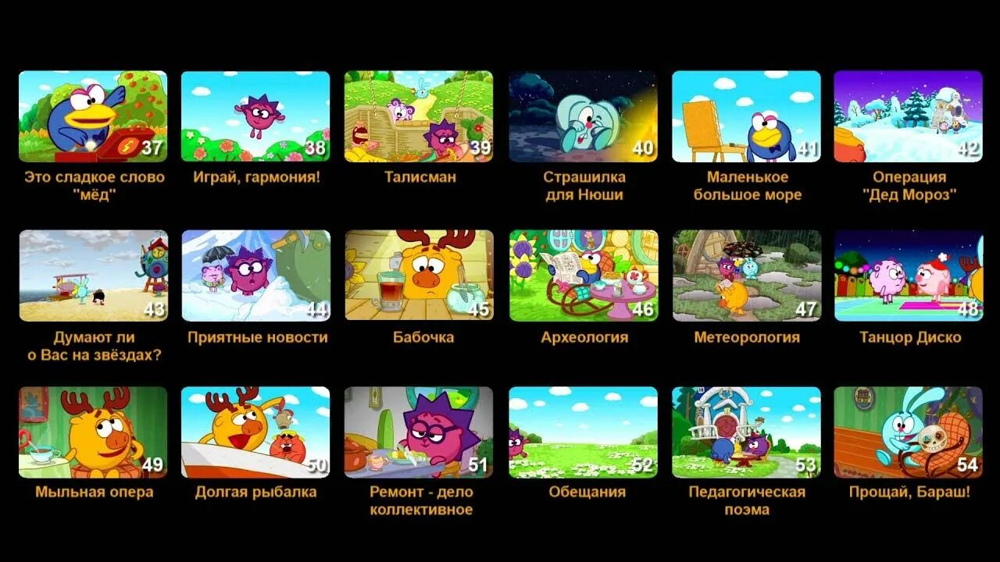 37
38
39
40
41
42
Это сладкое слово
"мёд"
Играй, гармония!
Талисман
Страшилка
для Нюши
Маленькое
большое море
Операция
"Дед Мороз"
43
44
45
46
47
48
Думают ли
о Вас на звёздах?
Приятные новости
Бабочка
Археология
Метеорология
Танцор Диско
49
50
51
52
53
54
Мыльная опера
Долгая рыбалка
Ремонт - дело
коллективное
Обещания
Педагогическая
поэма
Прощай, Бараш!